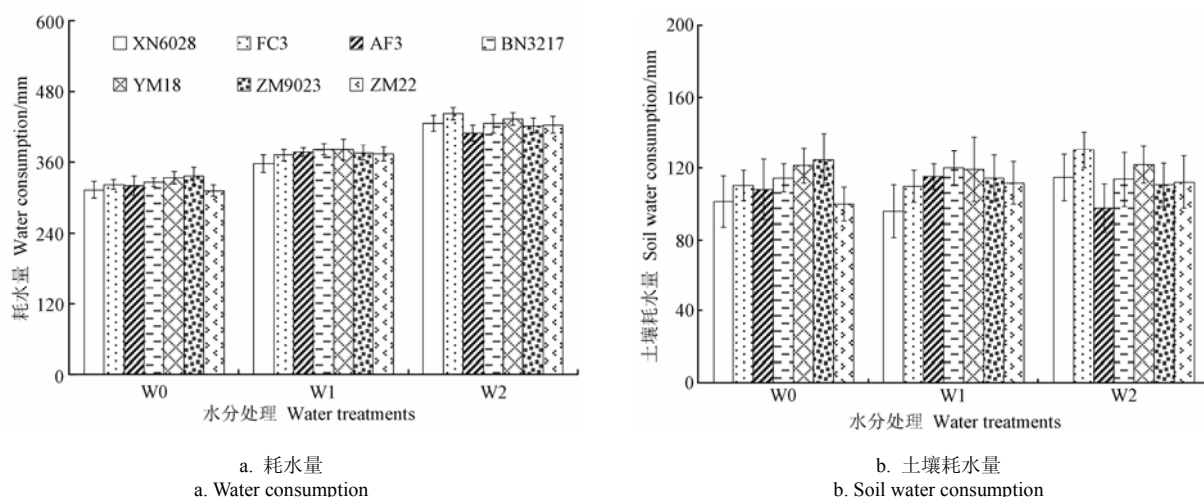 600
480
360
240
120
0
耗水量 Water consumption/mm
XN6028 FC3 AF3 BN3217
YM18 ZM9023 ZM22
W0 W1 W2
水分处理 Water treatments
a. 耗水量
a. Water consumption
200
160
120
80
40
0
土壤耗水量 Soil water consumption/mm
W0 W1 W2
水分处理 Water treatments
b. 土壤耗水量
b. Soil water consumption